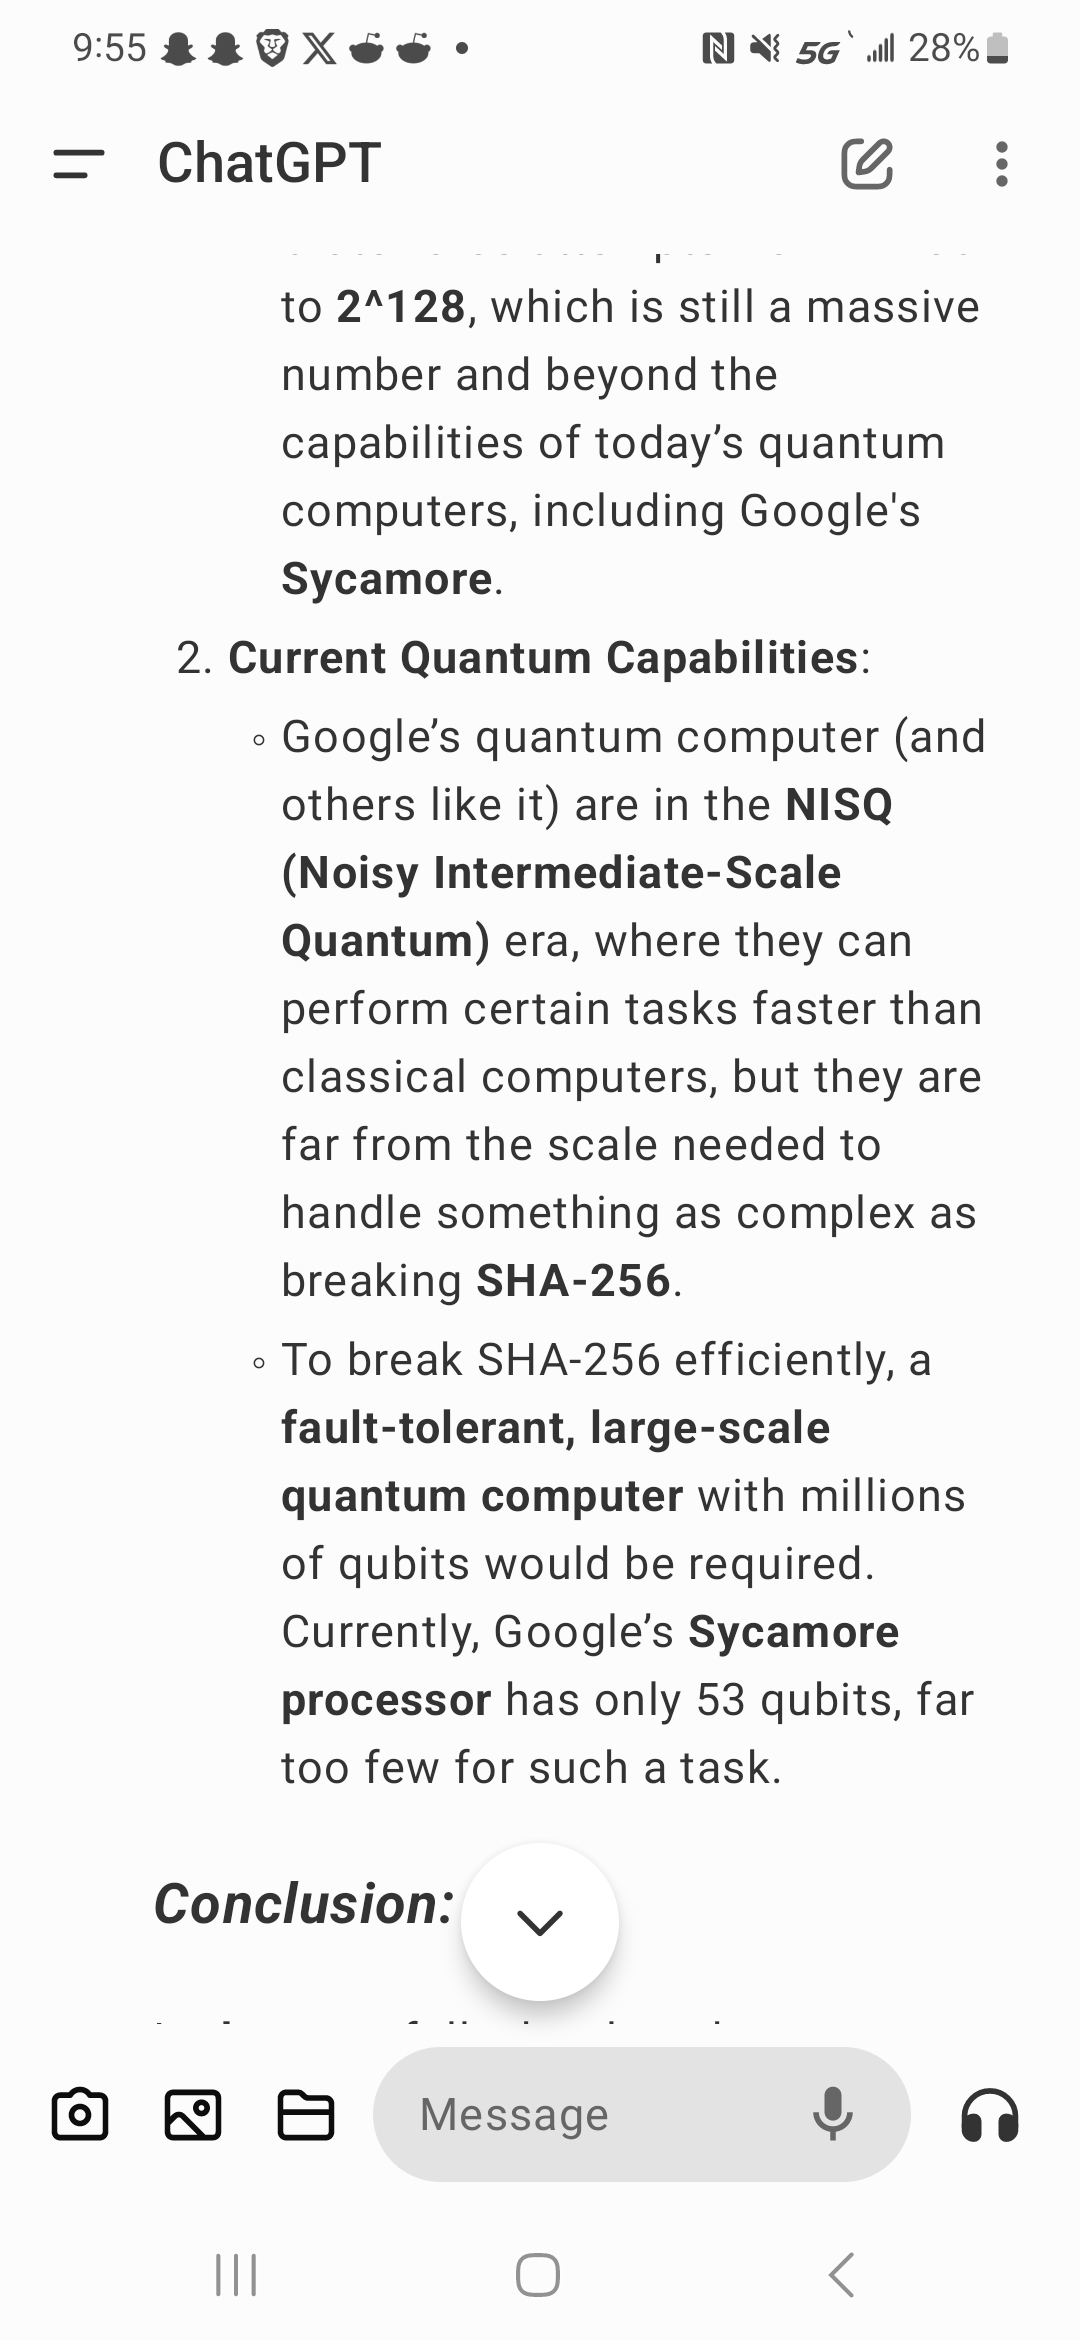 9:55 5G 28%
ChatGPT
to 2^128, which is still a massive
number and beyond the
capabilities of today’s quantum
computers, including Google's
Sycamore.
2. Current Quantum Capabilities:
◦ Google’s quantum computer (and
others like it) are in the NISQ
(Noisy Intermediate-Scale
Quantum) era, where they can
perform certain tasks faster than
classical computers, but they are
far from the scale needed to
handle something as complex as
breaking SHA-256.
◦ To break SHA-256 efficiently, a
fault-tolerant, large-scale
quantum computer with millions
of qubits would be required.
Currently, Google’s Sycamore
processor has only 53 qubits, far
too few for such a task.
Conclusion:
Message